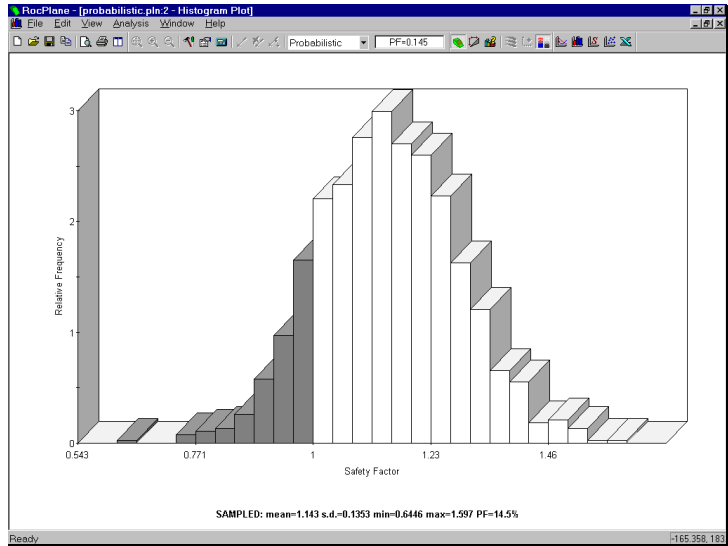 RocPlane - [probabilistic.pln:2 - Histogram Plot]
File Edit View Analysis Window Help
Probabilistic PF=0.145
3
2
1
0
Relative Frequency
0.543 0.771 1 1.23 1.46
Safety Factor
SAMPLED: mean=1.143 s.d.=0.1353 min=0.6446 max=1.597 PF=14.5%
Ready -165.358, 183